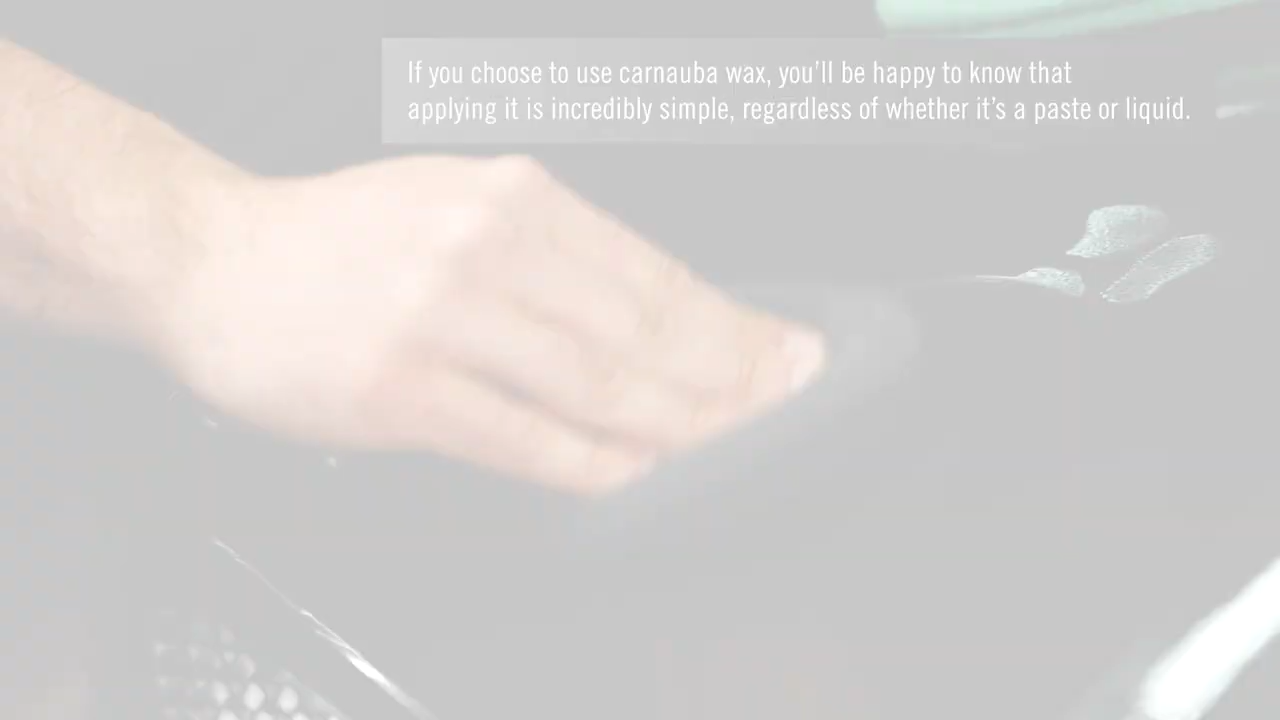 If you choose to use carnauba wax, you'll be happy to know that
applying it is incredibly simple, regardless of whether it's a paste or liquid.